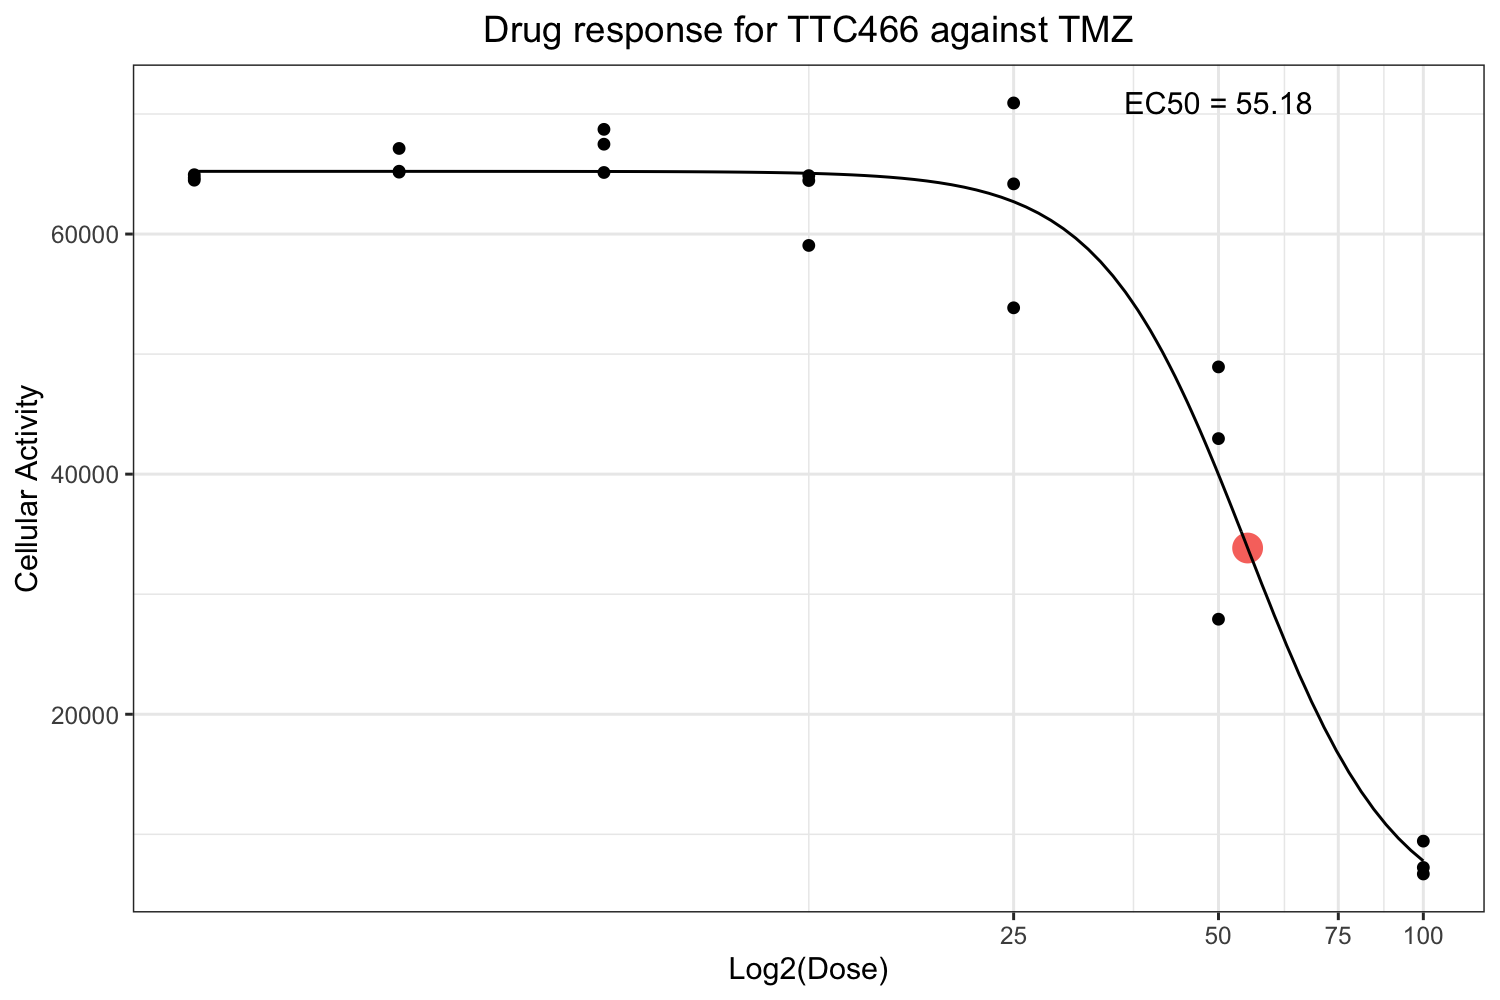 Drug response for TTC466 against TMZ
EC50 = 55.18
60000
40000
20000
Cellular Activity
25 50 75 100
Log2(Dose)